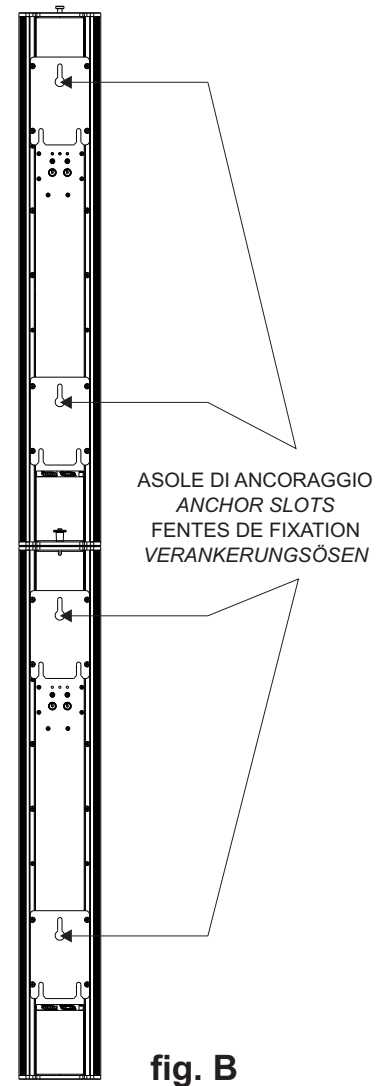 ASOLE DI ANCORAGGIO
ANCHOR SLOTS
FENTES DE FIXATION
VERANKERUNGSÖSEN
fig. B